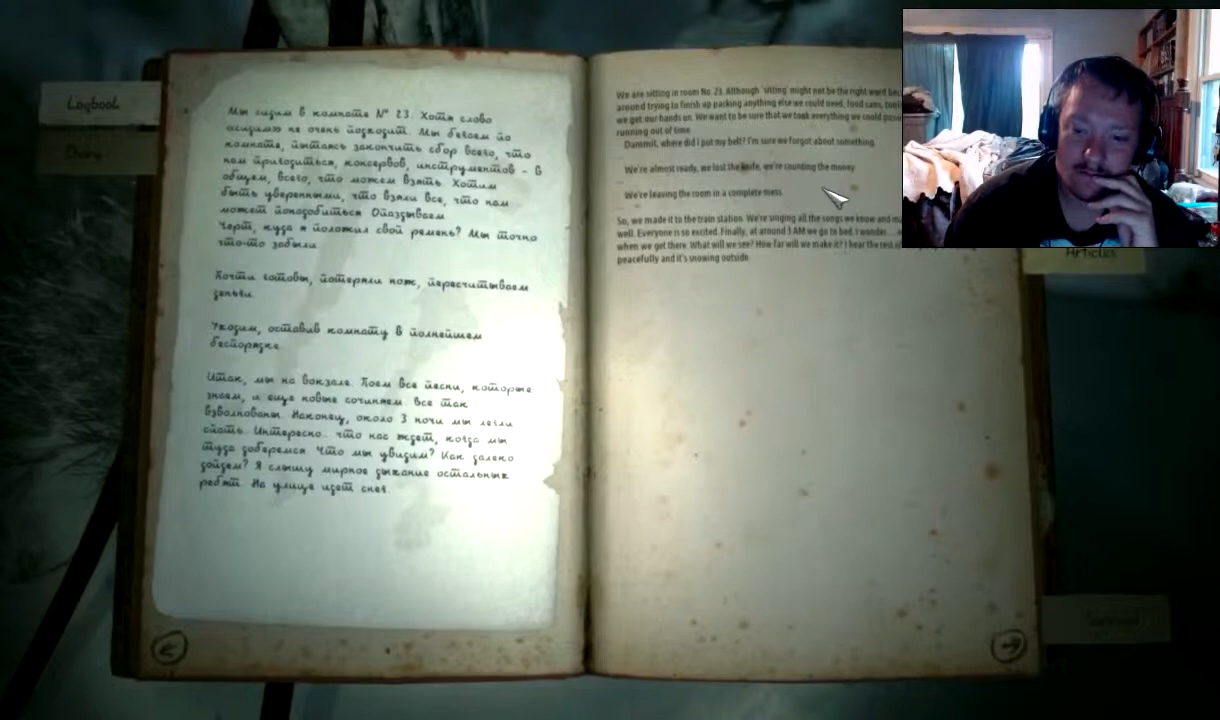 Logbook
Diary
Мы сидим в комнате № 23. Хотя слово
«сидим» не очень подходит. Мы бегаем по
комнате, пытаясь закончить сбор всего, что
нам пригодиться, консервов, инструментов - в
общем, всего, что можем взять. Хотим
быть уверенными, что взяли все, что нам
может понадобиться. Опаздываем.
Черт, куда я положил свой ремень? Мы точно
что-то забыли.
Почти готовы, потеряли нож, пересчитываем
деньги.
Уходим, оставив комнату в полнейшем
беспорядке.
Итак, мы на вокзале. Поем все песни, которые
знаем, и еще новые сочиняем. Все так
взволнованы. Наконец, около 3 ночи мы легли
спать. Интересно... что нас ждет, когда мы
туда доберемся. Что мы увидим? Как далеко
дойдем? Я слышу мирное дыхание остальных
ребят. На улице идет снег.
We are sitting in room No. 23. Although 'sitting' might not be the right word
around trying to finish up packing anything else we could need, food cans,
we get our hands on. We want to be sure that we took everything we could
running out of time.
Dammit, where did I put my belt? I'm sure we forgot about something.
...
We're almost ready, we lost the knife, we're counting the money
...
We're leaving the room in a complete mess.
So, we made it to the train station. We're singing all the songs we know and
well. Everyone is so excited. Finally, at around 3 AM we go to bed. I wonder...
when we get there. What will we see? How far will we make it? I hear the rest
peacefully and it's snowing outside.
Articles